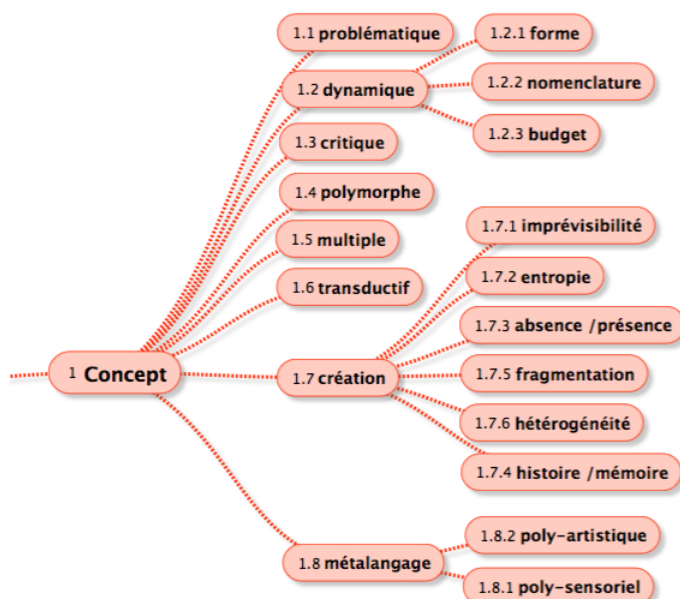 1.1 problématique
1.2 dynamique
1.2.1 forme
1.2.2 nomenclature
1.2.3 budget
1.3 critique
1.4 polymorphe
1.5 multiple
1.6 transductif
1 Concept
1.7 création
1.7.1 imprévisibilité
1.7.2 entropie
1.7.3 absence /présence
1.7.5 fragmentation
1.7.6 hétérogénéité
1.7.4 histoire /mémoire
1.8 métalangage
1.8.2 poly-artistique
1.8.1 poly-sensoriel